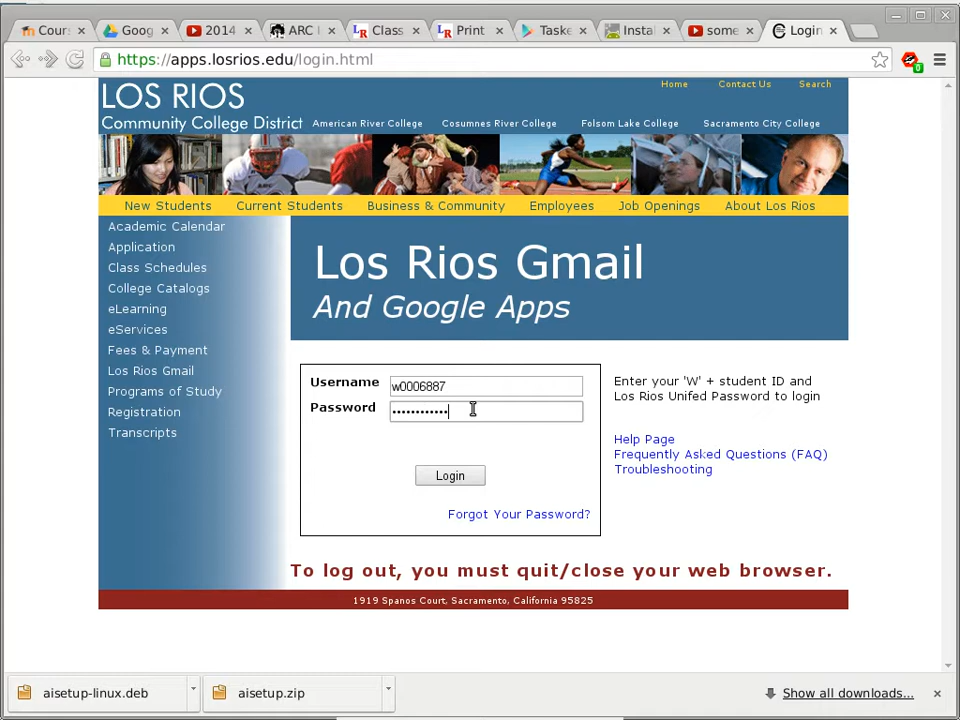 Cours
Goog
2014
ARC I
Class
Print
Taske
Instal
some
Login
https://apps.losrios.edu/login.html
0
LOS RIOS
Community College District
Home Contact Us Search
American River College Cosumnes River College Folsom Lake College Sacramento City College
New Students Current Students Business & Community Employees Job Openings About Los Rios
Academic Calendar
Application
Class Schedules
College Catalogs
eLearning
eServices
Fees & Payment
Los Rios Gmail
Programs of Study
Registration
Transcripts
Los Rios Gmail
And Google Apps
Username w0006887
Password ••••••••••••
Login
Forgot Your Password?
Enter your 'W' + student ID and
Los Rios Unifed Password to login
Help Page
Frequently Asked Questions (FAQ)
Troubleshooting
To log out, you must quit/close your web browser.
1919 Spanos Court, Sacramento, California 95825
aisetup-linux.deb
aisetup.zip
Show all downloads...